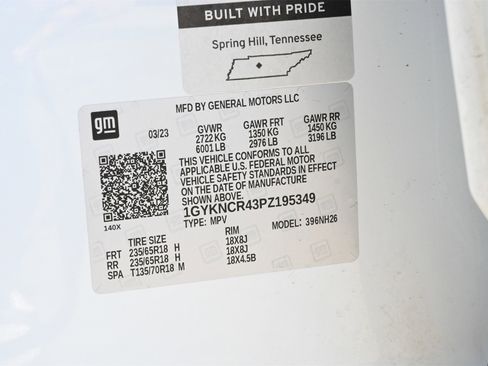 BUILT WITH PRIDE
Spring Hill, Tennessee
MFD BY GENERAL MOTORS LLC
gm
03/23 GVWR GAWR FRT GAWR RR
2722 KG 1350 KG 1450 KG
6001 LB 2976 LB 3196 LB
THIS VEHICLE CONFORMS TO ALL
APPLICABLE U.S. FEDERAL MOTOR
VEHICLE SAFETY STANDARDS IN EFFECT
ON THE DATE OF MANUFACTURE
SHOWN ABOVE.
1GYKNCR43PZ195349
140X
TYPE: MPV MODEL: 396NH26
TIRE SIZE RIM
FRT 235/65R18 H 18X8J
RR 235/65R18 H 18X8J
SPA T135/70R18 M 18X4.5B